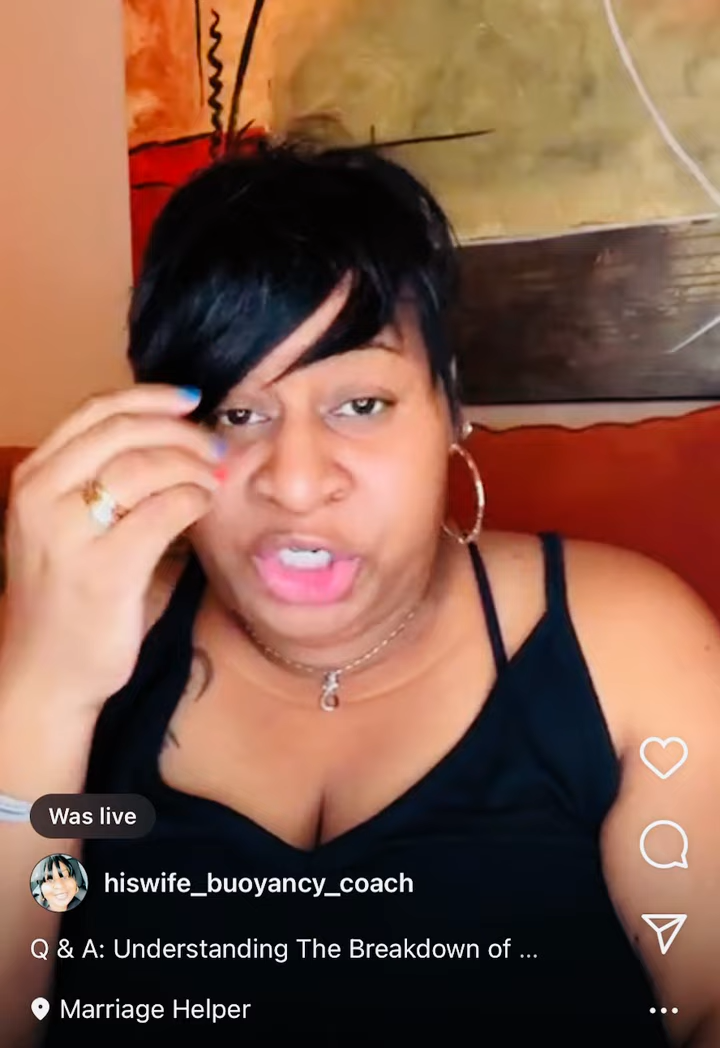 Was live
hiswife_buoyancy_coach
Q & A: Understanding The Breakdown of ...
Marriage Helper